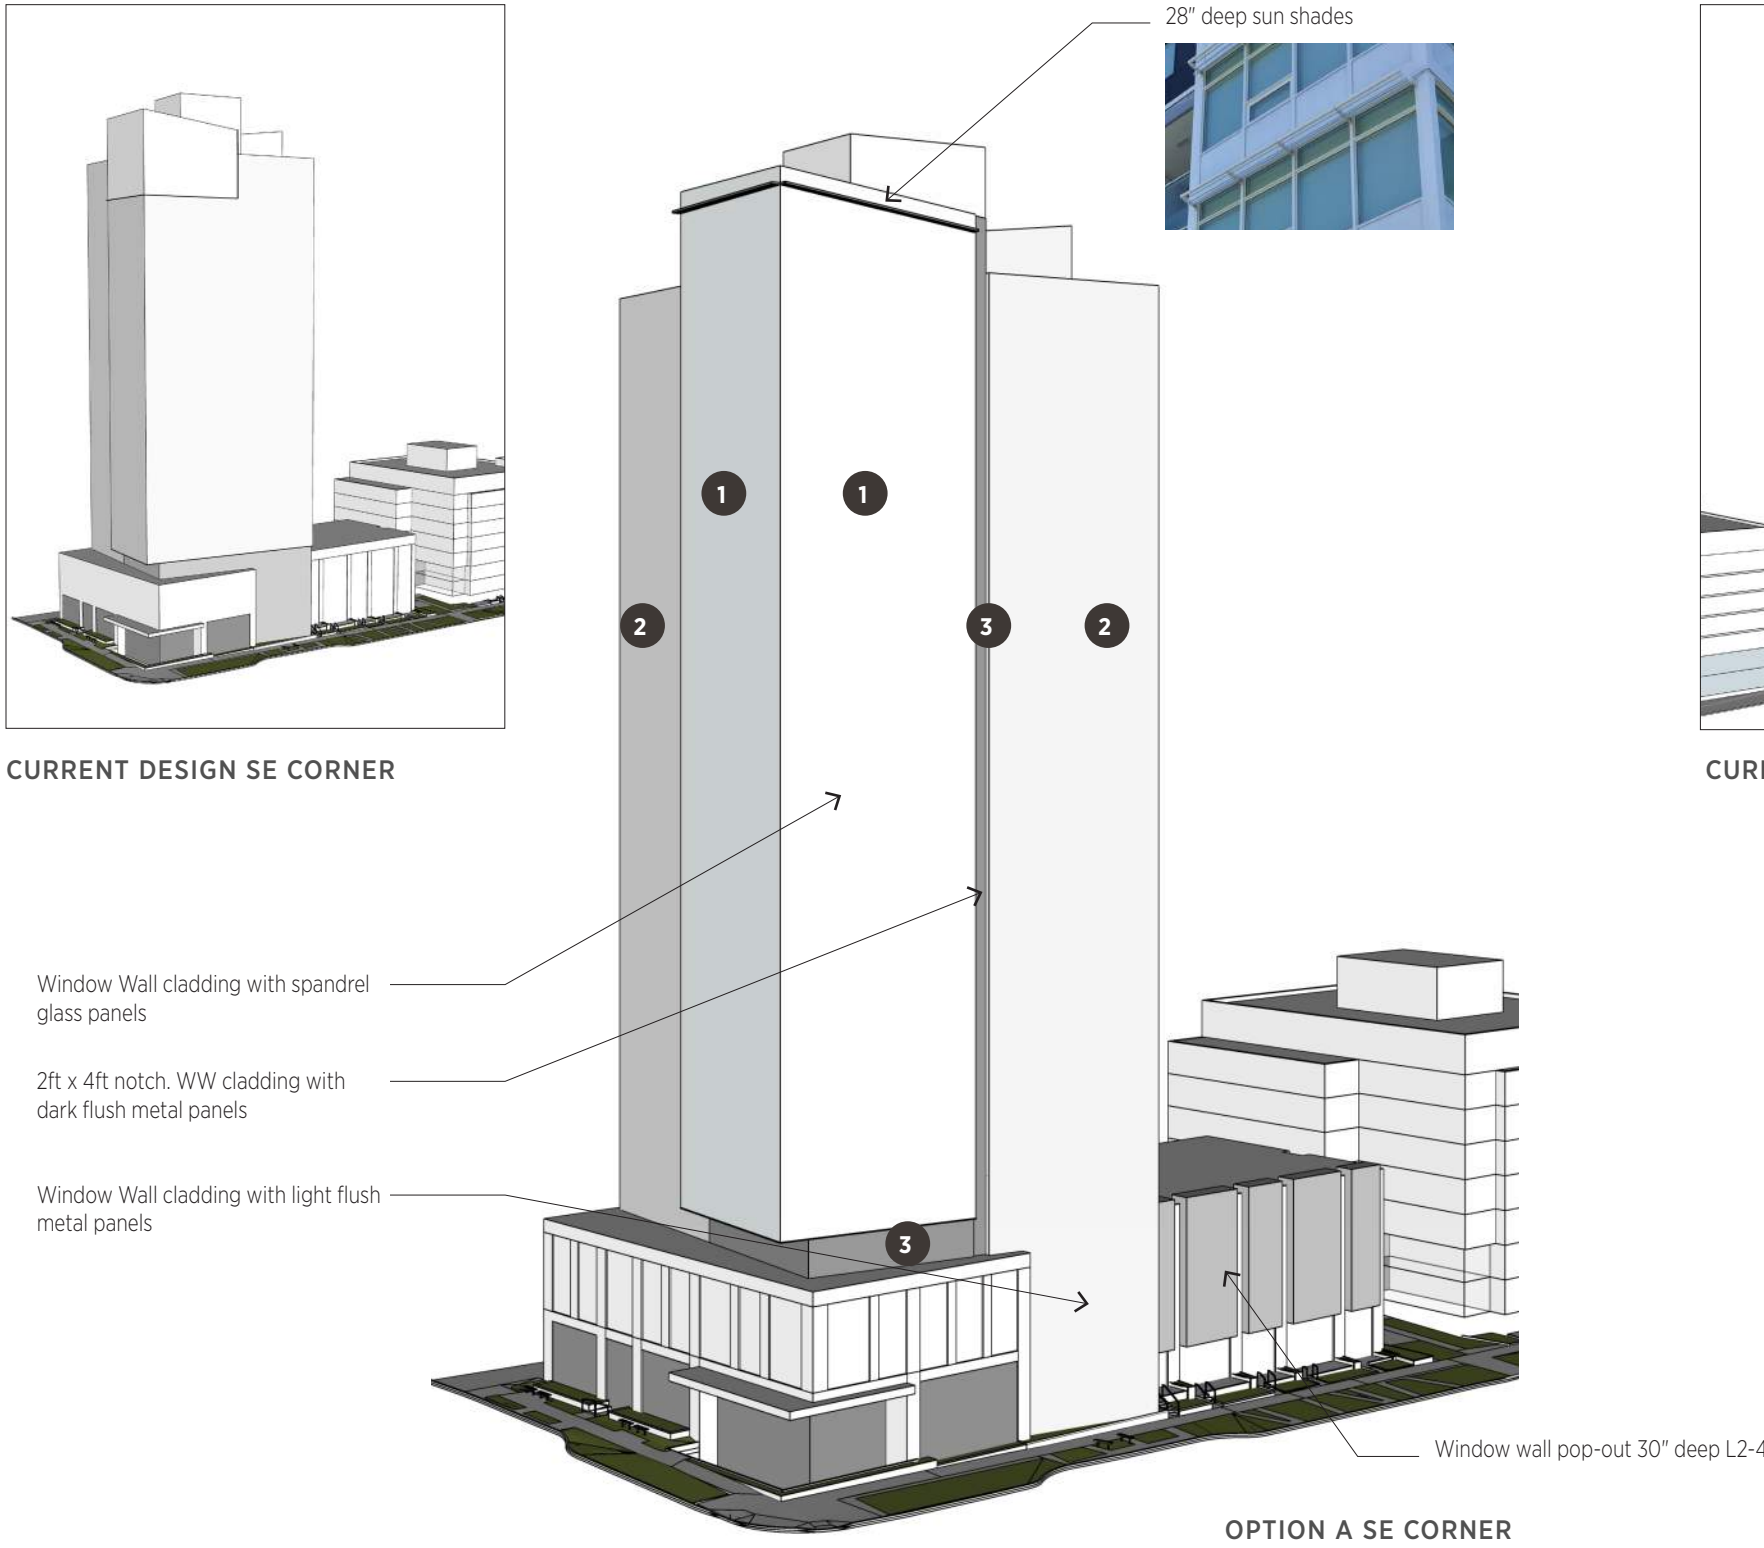 28" deep sun shades
1
1
2
3
2
CURRENT DESIGN SE CORNER
Window Wall cladding with spandrel
glass panels
2ft x 4ft notch. WW cladding with
dark flush metal panels
Window Wall cladding with light flush
metal panels
3
Window wall pop-out 30" deep L2-4
OPTION A SE CORNER